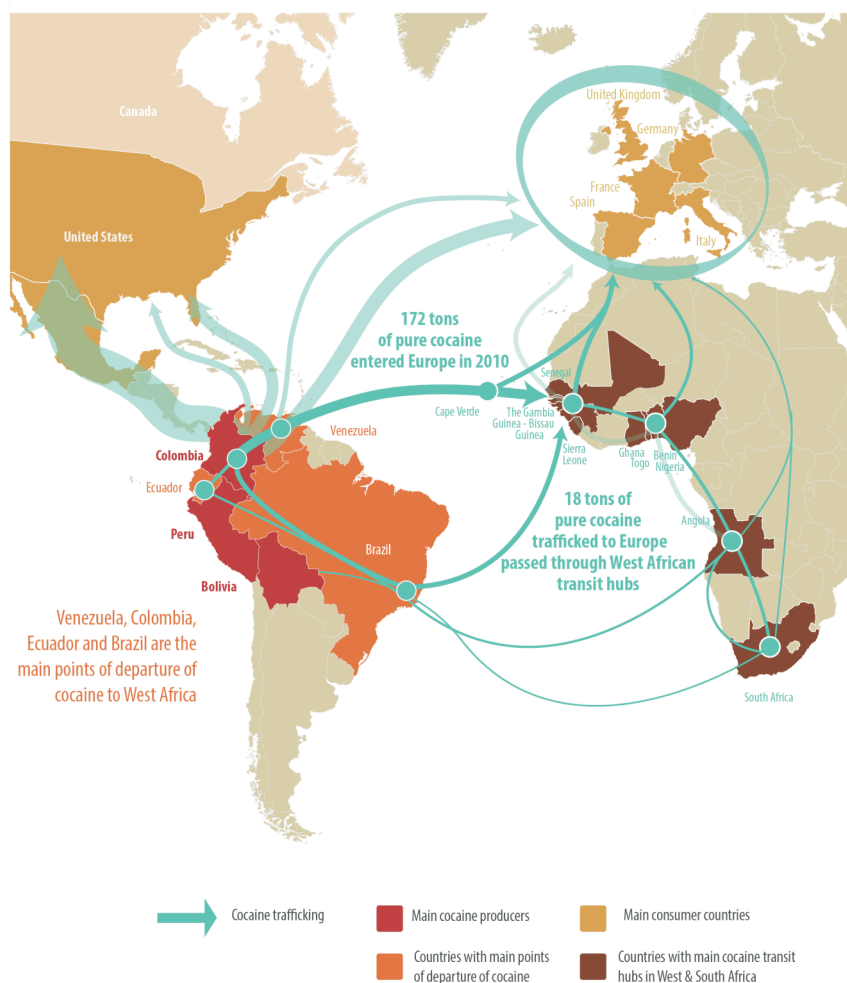 Canada
United States
United Kingdom
Germany
France
Spain
Italy
172 tons
of pure cocaine
entered Europe in 2010
Senegal
Cape Verde
The Gambia
Guinea - Bissau
Guinea
Sierra
Leone
Ghana
Togo
Benin
Nigeria
Venezuela
Colombia
Ecuador
Peru
Brazil
Bolivia
Angola
18 tons of
pure cocaine
trafficked to Europe
passed through West African
transit hubs
South Africa
Venezuela, Colombia,
Ecuador and Brazil are the
main points of departure of
cocaine to West Africa
Cocaine trafficking
Main cocaine producers
Main consumer countries
Countries with main points
of departure of cocaine
Countries with main cocaine transit
hubs in West & South Africa